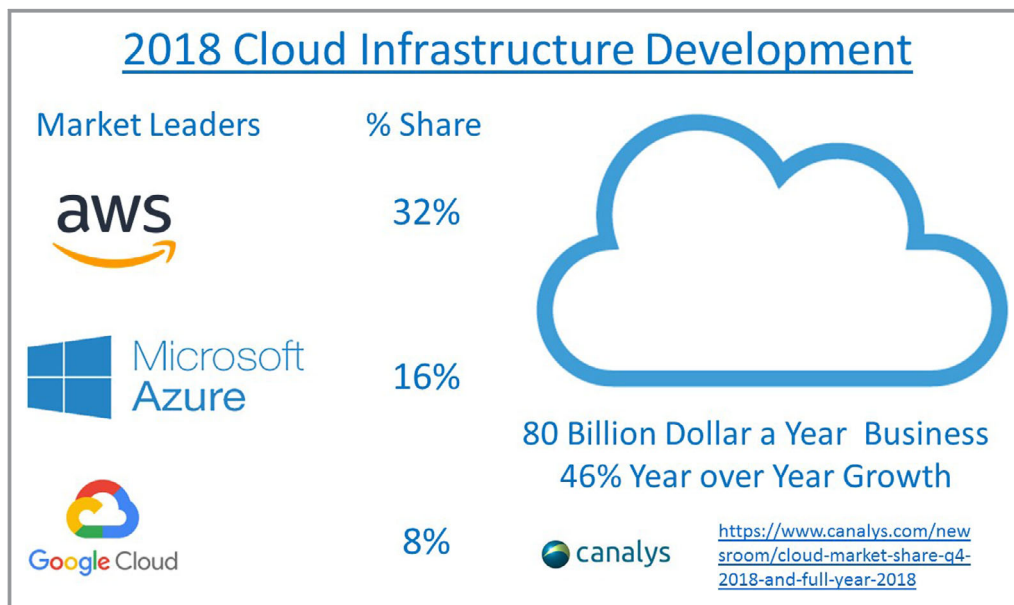 2018 Cloud Infrastructure Development
Market Leaders
% Share
aws
32%
Microsoft
Azure
16%
Google Cloud
8%
80 Billion Dollar a Year Business
46% Year over Year Growth
canalys
https://www.canalys.com/new
sroom/cloud-market-share-q4-
2018-and-full-year-2018